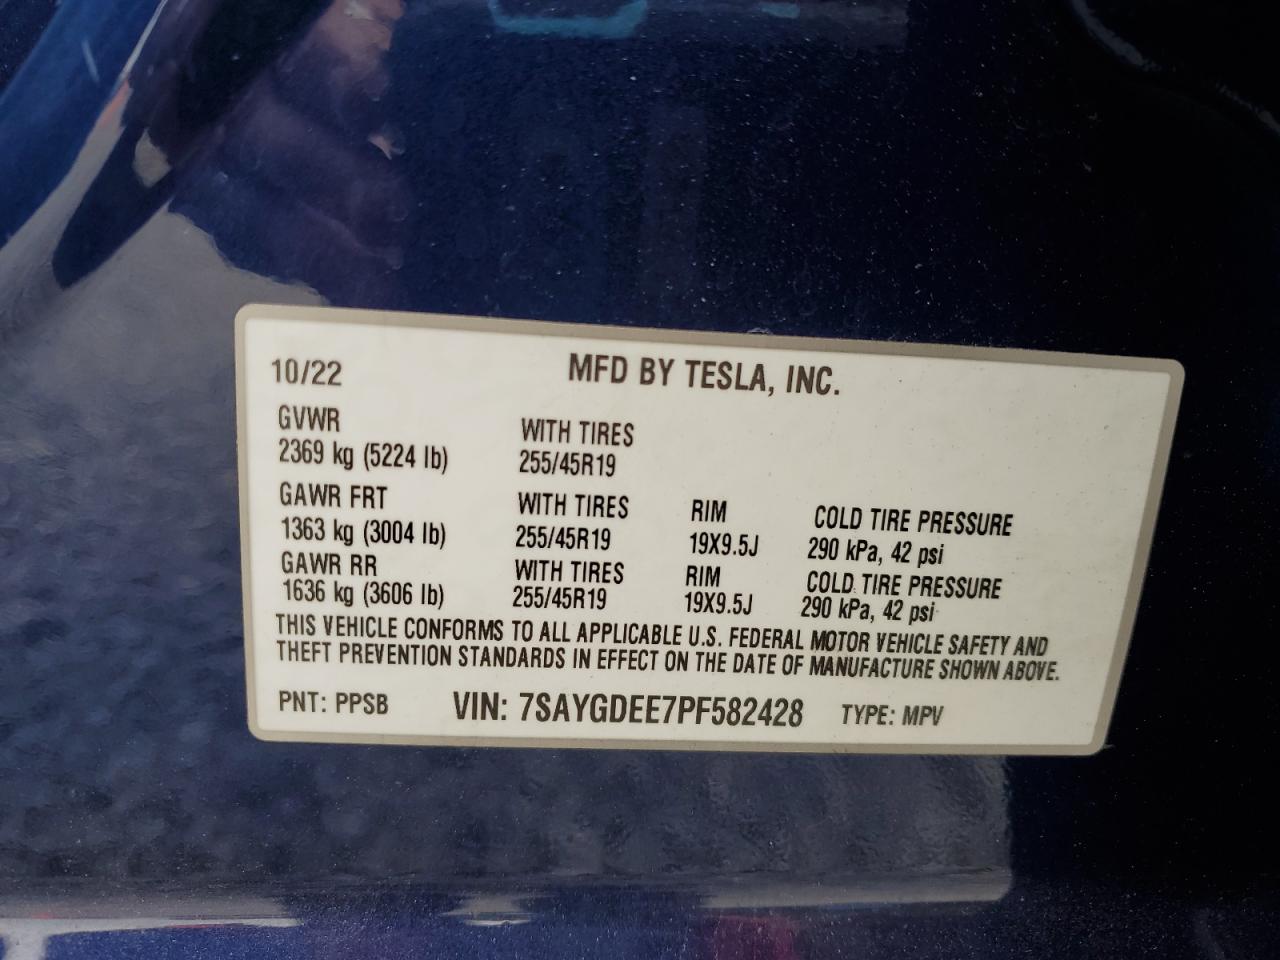 10/22 MFD BY TESLA, INC.
GVWR WITH TIRES
2369 kg (5224 lb) 255/45R19
GAWR FRT WITH TIRES RIM COLD TIRE PRESSURE
1363 kg (3004 lb) 255/45R19 19X9.5J 290 kPa, 42 psi
GAWR RR WITH TIRES RIM COLD TIRE PRESSURE
1636 kg (3606 lb) 255/45R19 19X9.5J 290 kPa, 42 psi
THIS VEHICLE CONFORMS TO ALL APPLICABLE U.S. FEDERAL MOTOR VEHICLE SAFETY AND
THEFT PREVENTION STANDARDS IN EFFECT ON THE DATE OF MANUFACTURE SHOWN ABOVE.
PNT: PPSB VIN: 7SAYGDEE7PF582428 TYPE: MPV